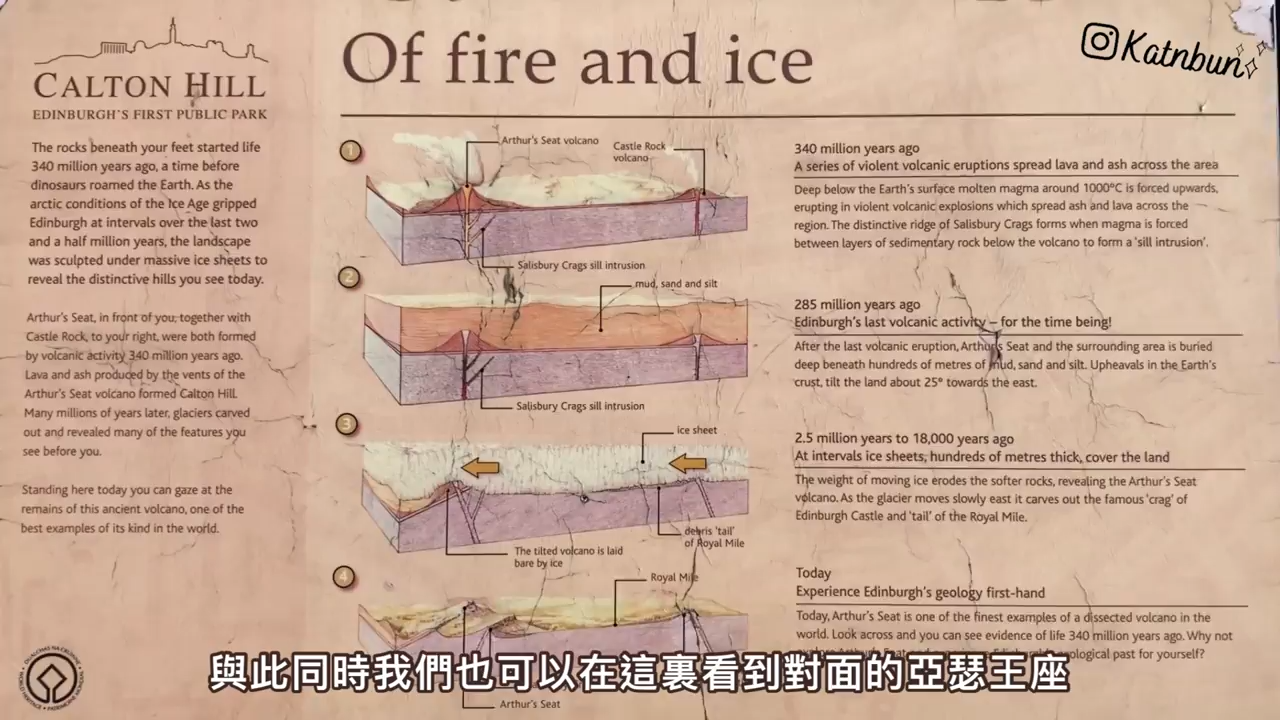 CALTON HILL
EDINBURGH'S FIRST PUBLIC PARK
The rocks beneath your feet started life
340 million years ago, a time before
dinosaurs roamed the Earth. As the
arctic conditions of the Ice Age gripped
Edinburgh at intervals over the last two
and a half million years, the landscape
was sculpted under massive ice sheets to
reveal the distinctive hills you see today.
Arthur's Seat, in front of you, together with
Castle Rock, to your right, were both formed
by volcanic activity 340 million years ago.
Lava and ash produced by the vents of the
Arthur's Seat volcano formed Calton Hill.
Many millions of years later, glaciers carved
out and revealed many of the features you
see before you.
Standing here today you can gaze at the
remains of this ancient volcano, one of the
best examples of its kind in the world.
Of fire and ice
Katnbun
1
Arthur's Seat volcano
Castle Rock
volcano
Salisbury Crags sill intrusion
340 million years ago
A series of violent volcanic eruptions spread lava and ash across the area
Deep below the Earth's surface molten magma around 1000°C is forced upwards,
erupting in violent volcanic explosions which spread ash and lava across the
region. The distinctive ridge of Salisbury Crags forms when magma is forced
between layers of sedimentary rock below the volcano to form a 'sill intrusion'.
2
mud, sand and silt
Salisbury Crags sill intrusion
285 million years ago
Edinburgh's last volcanic activity – for the time being!
After the last volcanic eruption, Arthur's Seat and the surrounding area is buried
deep beneath hundreds of metres of mud, sand and silt. Upheavals in the Earth's
crust, tilt the land about 25° towards the east.
3
ice sheet
debris 'tail'
of Royal Mile
The tilted volcano is laid
bare by ice
2.5 million years to 18,000 years ago
At intervals ice sheets, hundreds of metres thick, cover the land
The weight of moving ice erodes the softer rocks, revealing the Arthur's Seat
volcano. As the glacier moves slowly east it carves out the famous 'crag' of
Edinburgh Castle and 'tail' of the Royal Mile.
4
Royal Mile
Arthur's Seat
Today
Experience Edinburgh's geology first-hand
Today, Arthur's Seat is one of the finest examples of a dissected volcano in the
world. Look across and you can see evidence of life 340 million years ago. Why not
geological past for yourself?
與此同時我們也可以在這裏看到對面的亞瑟王座